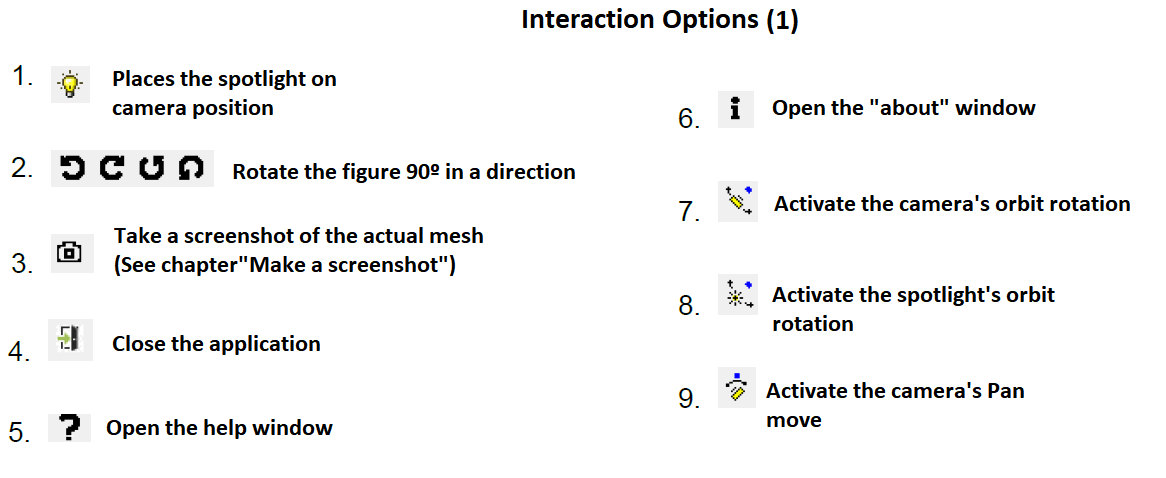 Interaction Options (1)
1. Places the spotlight on
camera position
2. Rotate the figure 90º in a direction
3. Take a screenshot of the actual mesh
(See chapter"Make a screenshot")
4. Close the application
5. ? Open the help window
6. i Open the "about" window
7. Activate the camera's orbit rotation
8. Activate the spotlight's orbit
rotation
9. Activate the camera's Pan
move